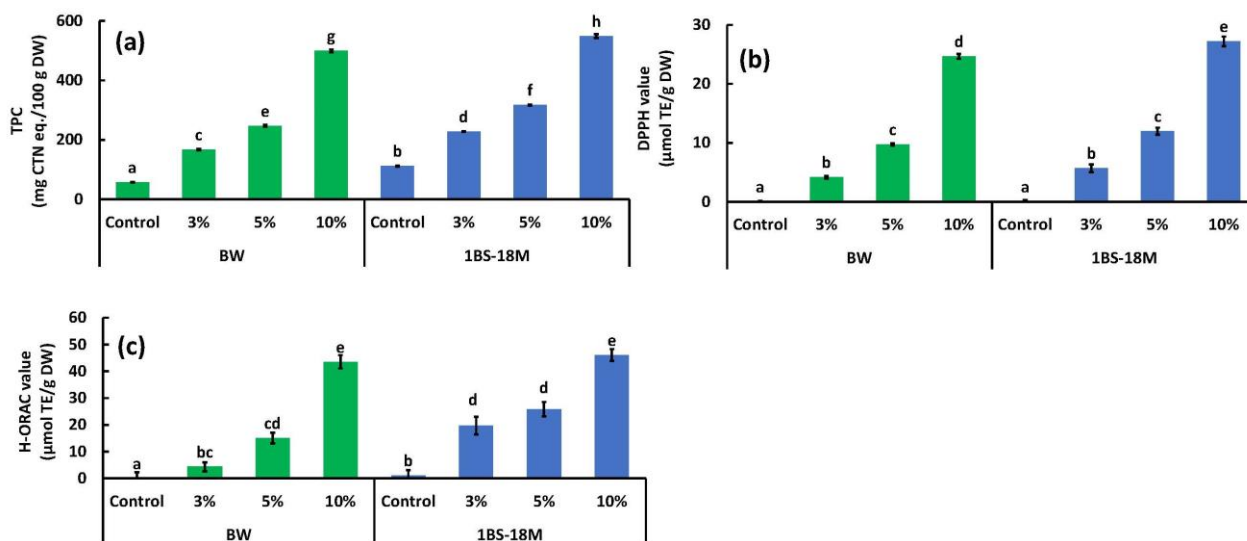 (a)
TPC
(mg CTN eq./100 g DW)
600
400
200
0
a
c
e
g
b
d
f
h
Control 3% 5% 10% Control 3% 5% 10%
BW 1BS-18M
(b)
DPPH value
(µmol TE/g DW)
30
20
10
0
a
b
c
d
a
b
c
e
Control 3% 5% 10% Control 3% 5% 10%
BW 1BS-18M
(c)
H-ORAC value
(µmol TE/g DW)
60
50
40
30
20
10
0
a
bc
cd
e
b
d
d
e
Control 3% 5% 10% Control 3% 5% 10%
BW 1BS-18M